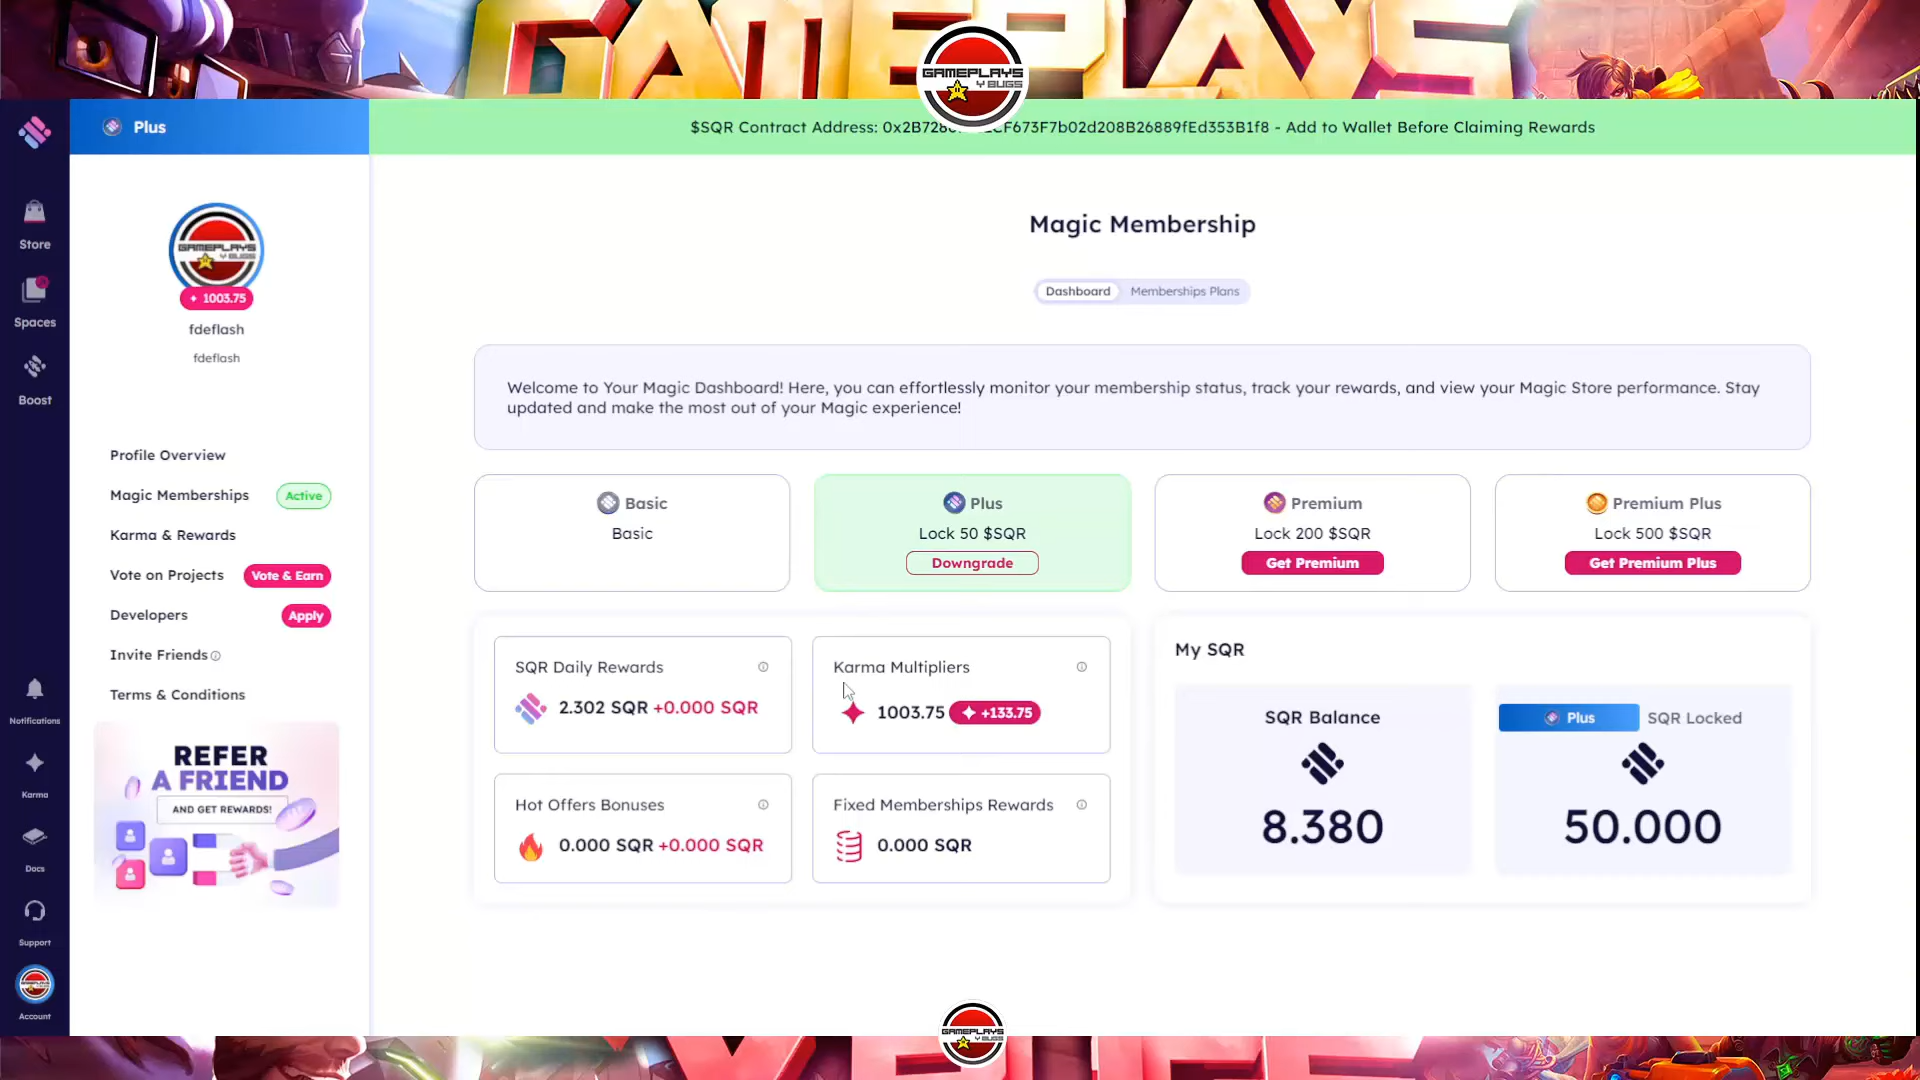 GAMEPLAYS
GAMEPLAYS
Y BUGS
Plus
$SQR Contract Address: 0x2B728 CF673F7b02d208B26889fEd353B1f8 - Add to Wallet Before Claiming Rewards
Store
Spaces
Boost
Notifications
Karma
Docs
Support
Account
GAMEPLAYS
Y BUGS
1003.75
fdeflash
fdeflash
Profile Overview
Magic Memberships Active
Karma & Rewards
Vote on Projects Vote & Earn
Developers Apply
Invite Friends
Terms & Conditions
REFER
A FRIEND
AND GET REWARDS!
Magic Membership
Dashboard Memberships Plans
Welcome to Your Magic Dashboard! Here, you can effortlessly monitor your membership status, track your rewards, and view your Magic Store performance. Stay
updated and make the most out of your Magic experience!
Basic
Basic
Plus
Lock 50 $SQR
Downgrade
Premium
Lock 200 $SQR
Get Premium
Premium Plus
Lock 500 $SQR
Get Premium Plus
SQR Daily Rewards
2.302 SQR +0.000 SQR
Karma Multipliers
1003.75 +133.75
Hot Offers Bonuses
0.000 SQR +0.000 SQR
Fixed Memberships Rewards
0.000 SQR
My SQR
SQR Balance
8.380
Plus SQR Locked
50.000
GAMEPLAYS
Y BUGS